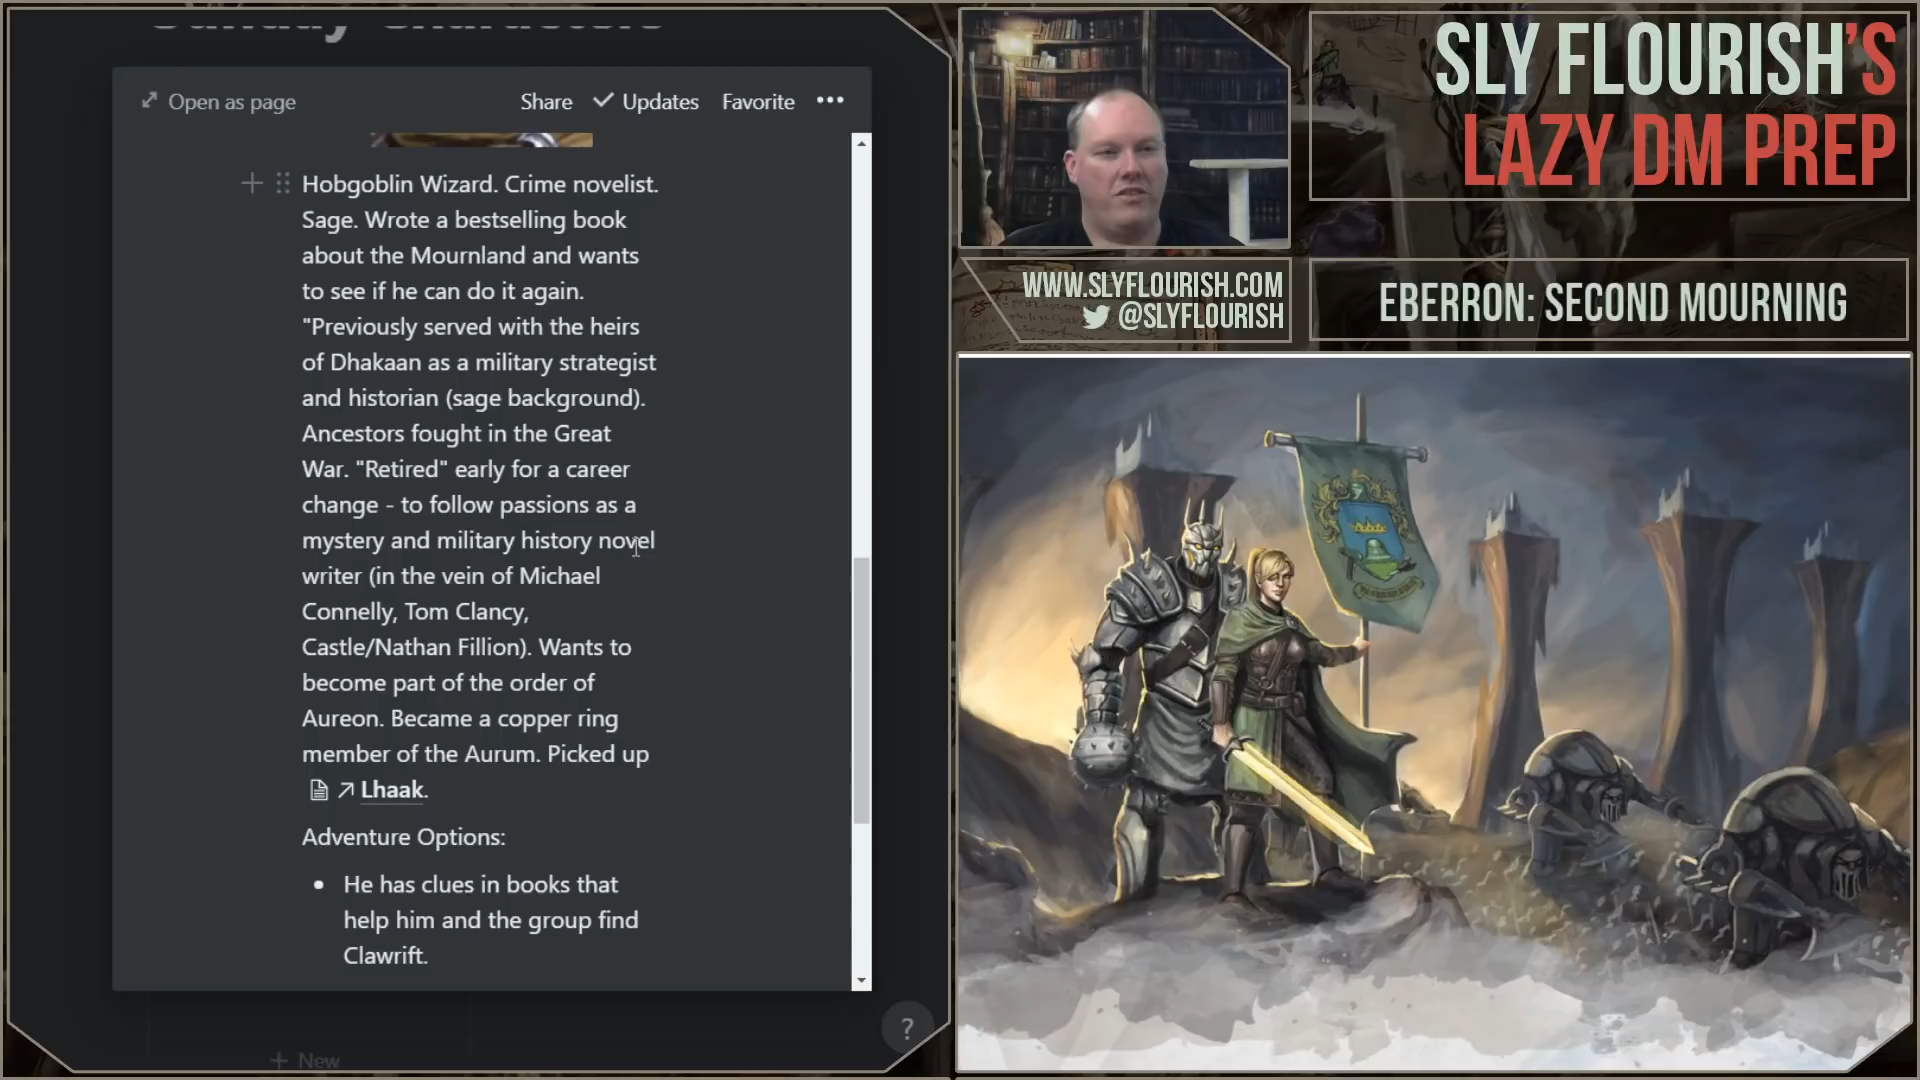 Sunday Characters
Open as page
Share
Updates
Favorite
Hobgoblin Wizard. Crime novelist.
Sage. Wrote a bestselling book
about the Mournland and wants
to see if he can do it again.
"Previously served with the heirs
of Dhakaan as a military strategist
and historian (sage background).
Ancestors fought in the Great
War. "Retired" early for a career
change - to follow passions as a
mystery and military history novel
writer (in the vein of Michael
Connelly, Tom Clancy,
Castle/Nathan Fillion). Wants to
become part of the order of
Aureon. Became a copper ring
member of the Aurum. Picked up
Lhaak.
Adventure Options:
He has clues in books that
help him and the group find
Clawrift.
New
?
WWW.SLYFLOURISH.COM
@SLYFLOURISH
SLY FLOURISH'S
LAZY DM PREP
EBERRON: SECOND MOURNING